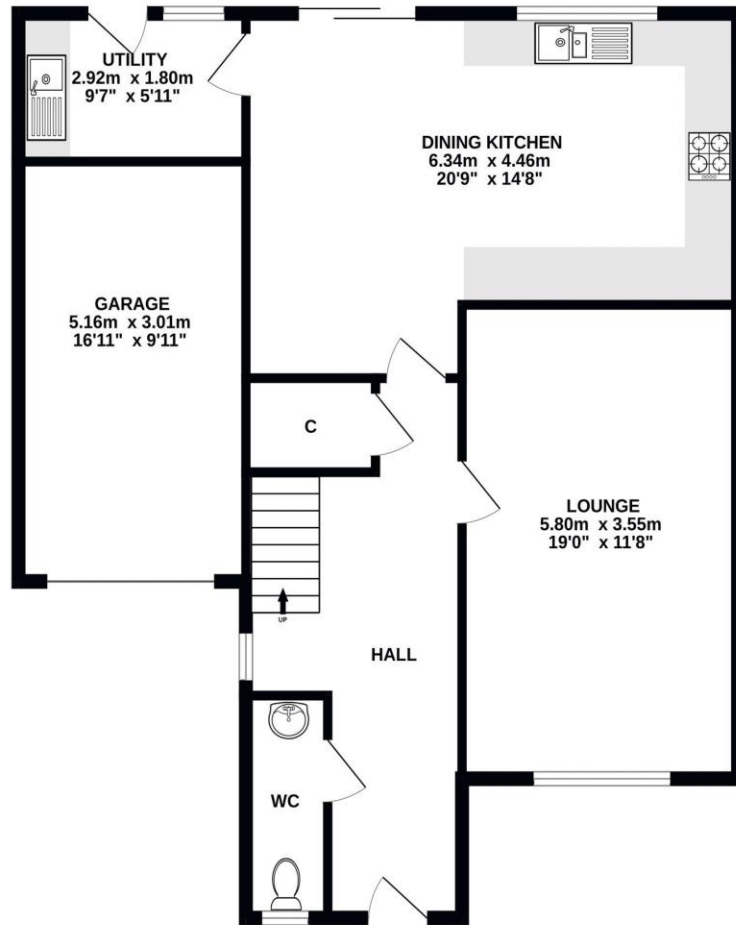 UTILITY
2.92m x 1.80m
9'7" x 5'11"
DINING KITCHEN
6.34m x 4.46m
20'9" x 14'8"
GARAGE
5.16m x 3.01m
16'11" x 9'11"
C
LOUNGE
5.80m x 3.55m
19'0" x 11'8"
UP
HALL
WC